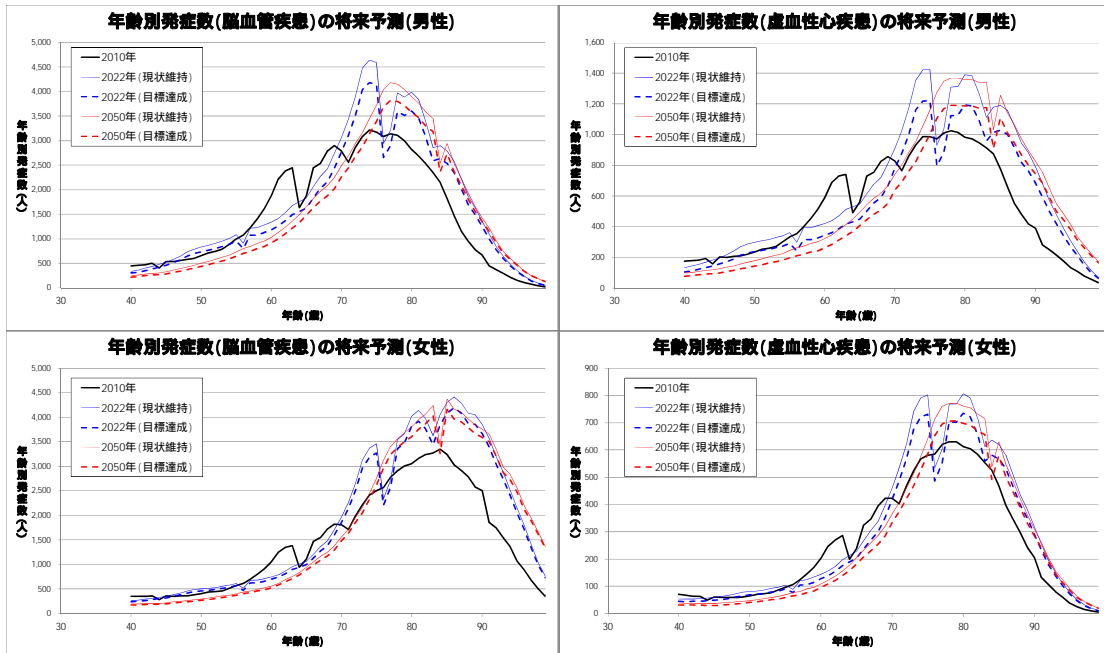 年齢別発症数(脳血管疾患)の将来予測(男性)
5,000
4,500
4,000
3,500
3,000
2,500
2,000
1,500
1,000
500
0
年齢別発症数(人)
2010年
2022年(現状維持)
2022年(目標達成)
2050年(現状維持)
2050年(目標達成)
30 40 50 60 70 80 90
年齢(歳)
年齢別発症数(虚血性心疾患)の将来予測(男性)
1,600
1,400
1,200
1,000
800
600
400
200
0
年齢別発症数(人)
2010年
2022年(現状維持)
2022年(目標達成)
2050年(現状維持)
2050年(目標達成)
30 40 50 60 70 80 90
年齢(歳)
年齢別発症数(脳血管疾患)の将来予測(女性)
5,000
4,500
4,000
3,500
3,000
2,500
2,000
1,500
1,000
500
0
年齢別発症数(人)
2010年
2022年(現状維持)
2022年(目標達成)
2050年(現状維持)
2050年(目標達成)
30 40 50 60 70 80 90
年齢(歳)
年齢別発症数(虚血性心疾患)の将来予測(女性)
900
800
700
600
500
400
300
200
100
0
年齢別発症数(人)
2010年
2022年(現状維持)
2022年(目標達成)
2050年(現状維持)
2050年(目標達成)
30 40 50 60 70 80 90
年齢(歳)